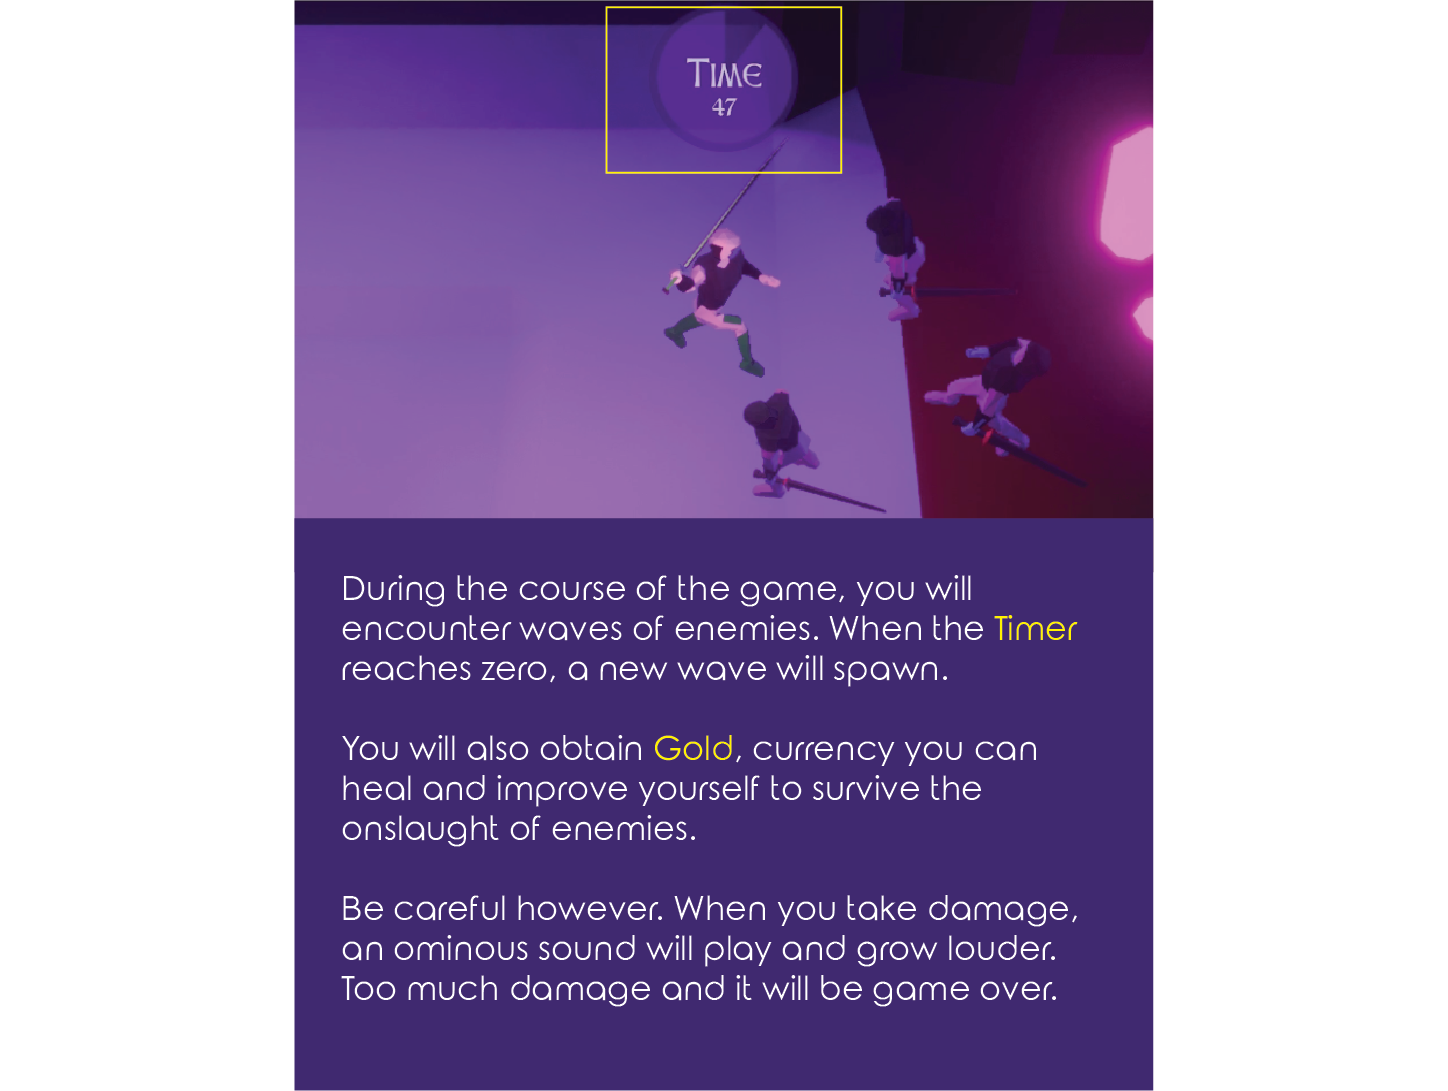 TIME
47
During the course of the game, you will
encounter waves of enemies. When the Timer
reaches zero, a new wave will spawn.
You will also obtain Gold, currency you can
heal and improve yourself to survive the
onslaught of enemies.
Be careful however. When you take damage,
an ominous sound will play and grow louder.
Too much damage and it will be game over.